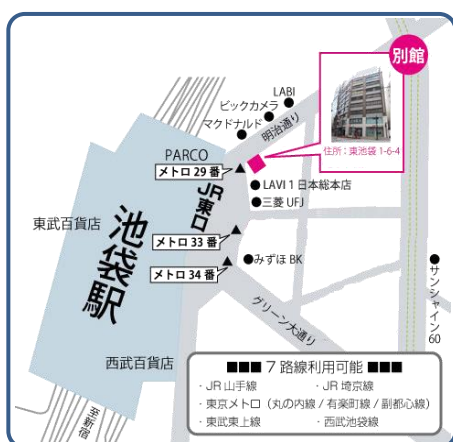 別館
LABI
ビックカメラ
マクドナルド
明治通り
住所：東池袋 1-6-4
PARCO
メトロ 29 番
JR東口
LAVI 1 日本総本店
三菱 UFJ
東武百貨店
池袋駅
メトロ 33 番
みずほ BK
メトロ 34 番
サンシャイン60
グリーン大通り
西武百貨店
至新宿
■■■ 7 路線利用可能 ■■■
・JR 山手線 ・JR 埼京線
・東京メトロ（丸の内線 / 有楽町線 / 副都心線）
・東武東上線 ・西武池袋線